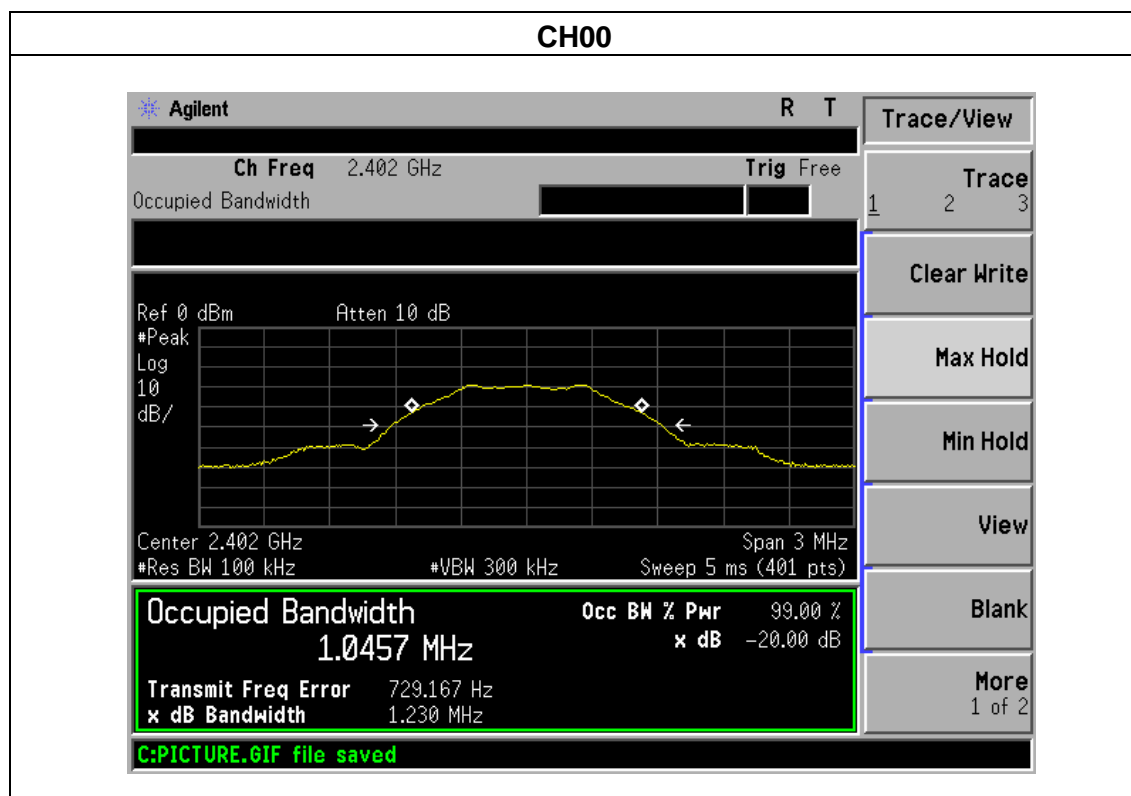 CH00
Agilent R T
Ch Freq 2.402 GHz Trig Free
Occupied Bandwidth
Ref 0 dBm Atten 10 dB
#Peak
Log
10
dB/
Center 2.402 GHz Span 3 MHz
#Res BW 100 kHz #VBW 300 kHz Sweep 5 ms (401 pts)
Occupied Bandwidth Occ BW % Pwr 99.00 %
1.0457 MHz x dB -20.00 dB
Transmit Freq Error 729.167 Hz
x dB Bandwidth 1.230 MHz
C:PICTURE.GIF file saved
Trace/View
Trace
1 2 3
Clear Write
Max Hold
Min Hold
View
Blank
More
1 of 2